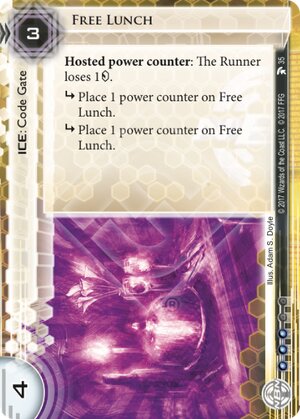 FREE LUNCH
3
ICE: Code Gate
Hosted power counter: The Runner
loses 1.
↳ Place 1 power counter on Free
Lunch.
↳ Place 1 power counter on Free
Lunch.
35
© 2017 Wizards of the Coast LLC. © 2017 FFG
Illus. Adam S. Doyle
4